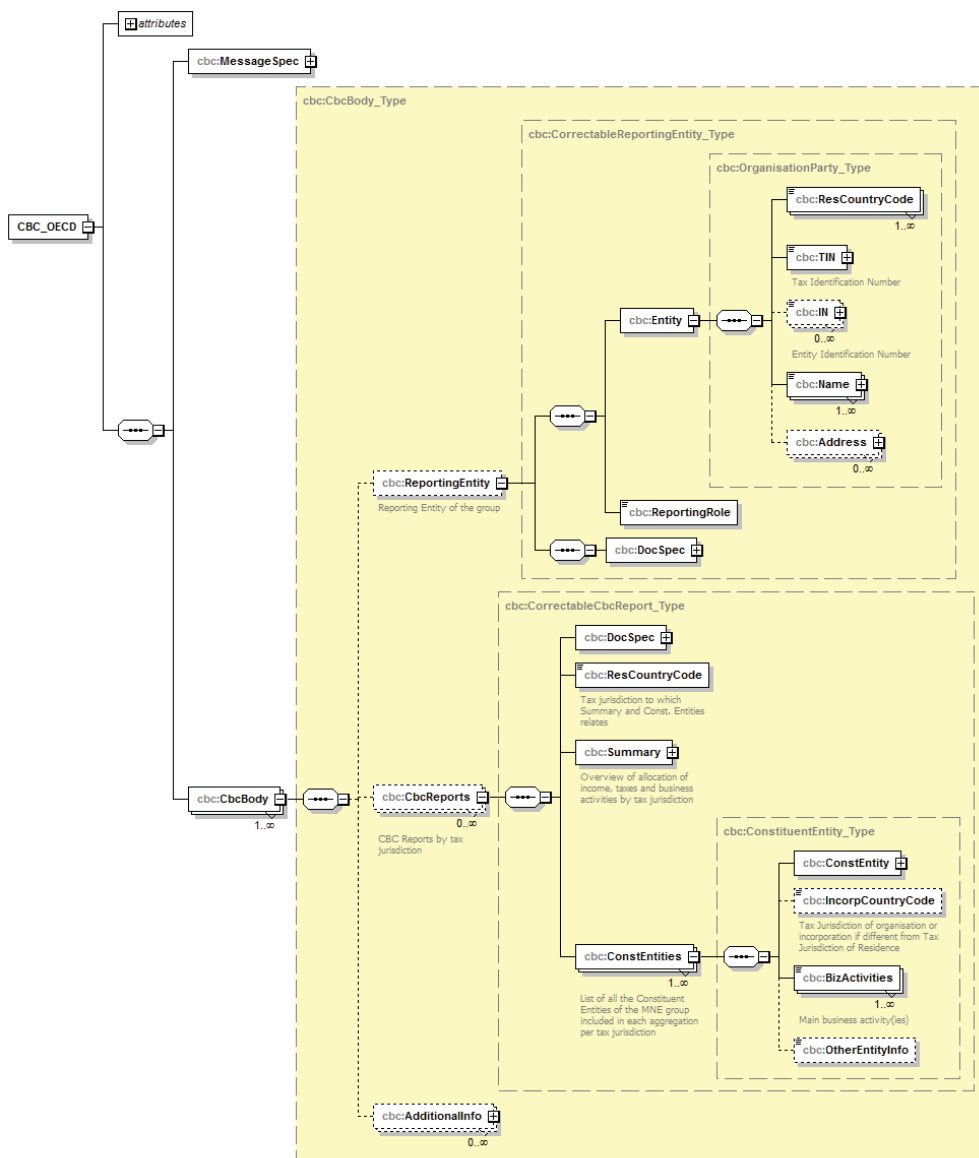 attributes
cbc:MessageSpec
cbc:CbcBody_Type
cbc:CorrectableReportingEntity_Type
cbc:OrganisationParty_Type
cbc:ResCountryCode
1..∞
CBC_OECD
cbc:TIN
Tax Identification Number
cbc:IN
0..∞
Entity Identification Number
cbc:Entity
cbc:Name
1..∞
cbc:Address
0..∞
cbc:ReportingEntity
Reporting Entity of the group
cbc:ReportingRole
cbc:DocSpec
cbc:CorrectableCbcReport_Type
cbc:DocSpec
cbc:ResCountryCode
Tax jurisdiction to which
Summary and Const. Entities
relates
cbc:Summary
Overview of allocation of
income, taxes and business
activities by tax jurisdiction
cbc:CbcBody
1..∞
cbc:CbcReports
0..∞
CBC Reports by tax
jurisdiction
cbc:ConstituentEntity_Type
cbc:ConstEntity
cbc:IncorpCountryCode
Tax Jurisdiction of organisation or
incorporation if different from Tax
Jurisdiction of Residence
cbc:ConstEntities
1..∞
List of all the Constituent
Entities of the MNE group
included in each aggregation
per tax jurisdiction
cbc:BizActivities
1..∞
Main business activity(ies)
cbc:OtherEntityInfo
cbc:AdditionalInfo
0..∞